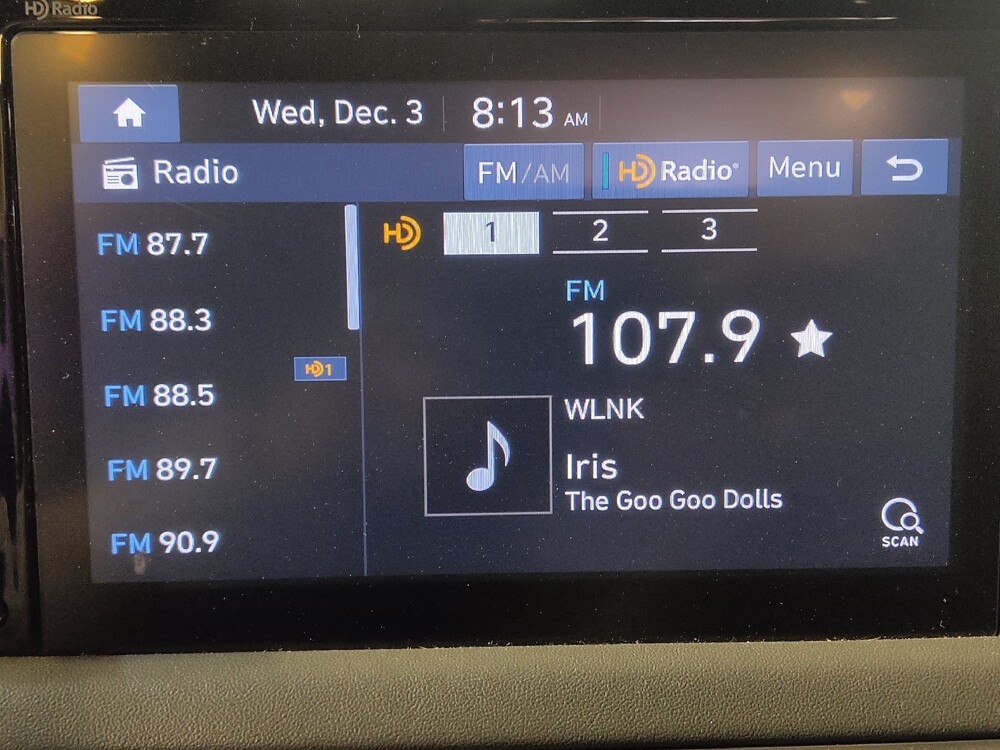 HD Radio
Wed, Dec. 3 8:13 AM
Radio FM/AM HD Radio® Menu
HD 1 2 3
FM 87.7
FM 88.3
HD1
FM 88.5
FM 89.7
FM 90.9
FM
107.9
WLNK
Iris
The Goo Goo Dolls
SCAN